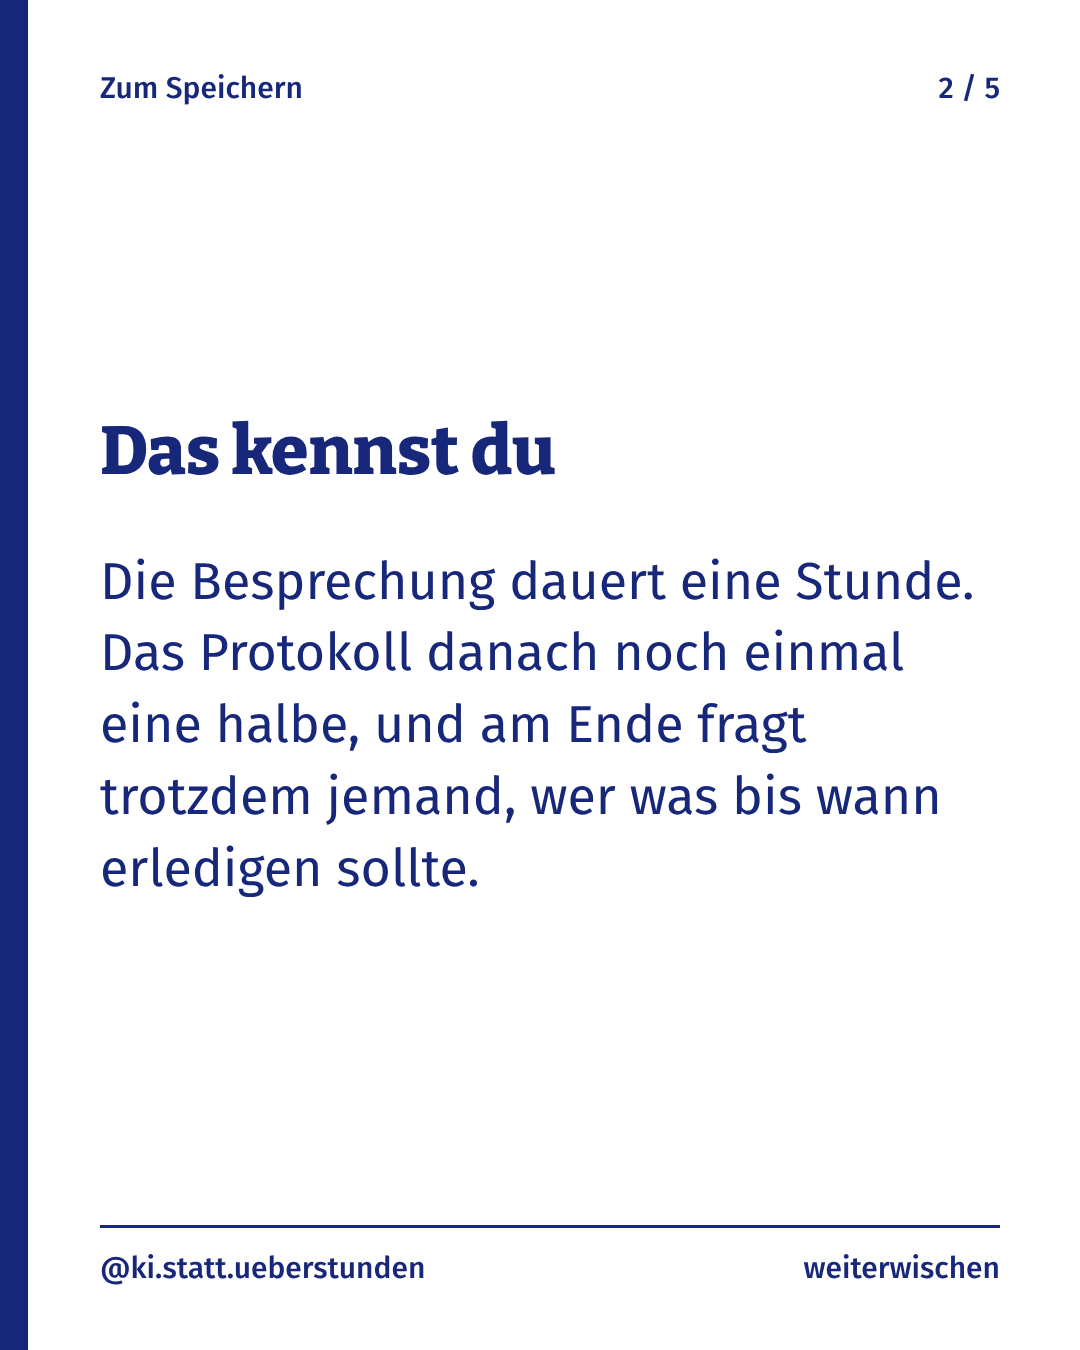 Zum Speichern
2 / 5
Das kennst du
Die Besprechung dauert eine Stunde.
Das Protokoll danach noch einmal
eine halbe, und am Ende fragt
trotzdem jemand, wer was bis wann
erledigen sollte.
@ki.statt.ueberstunden
weiterwischen